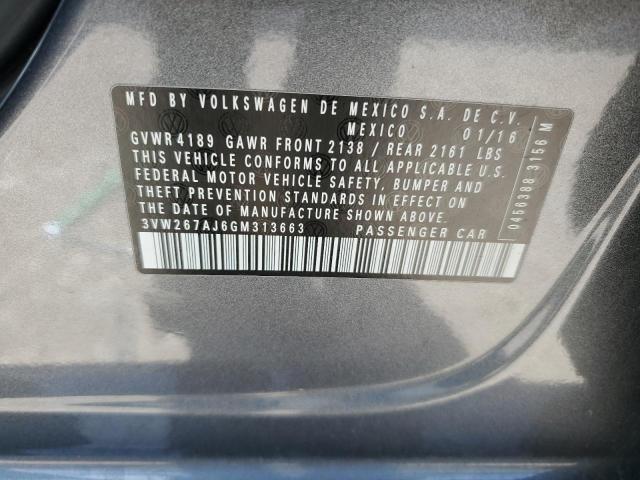 MFD BY VOLKSWAGEN DE MEXICO S.A. DE C.V.
MEXICO 01/16
GVWR 4189 GAWR FRONT 2138 / REAR 2161 LBS
THIS VEHICLE CONFORMS TO ALL APPLICABLE U.S.
FEDERAL MOTOR VEHICLE SAFETY, BUMPER AND
THEFT PREVENTION STANDARDS IN EFFECT ON
THE DATE OF MANUFACTURE SHOWN ABOVE.
3VW267AJ6GM313663 PASSENGER CAR
0456388 3156 M